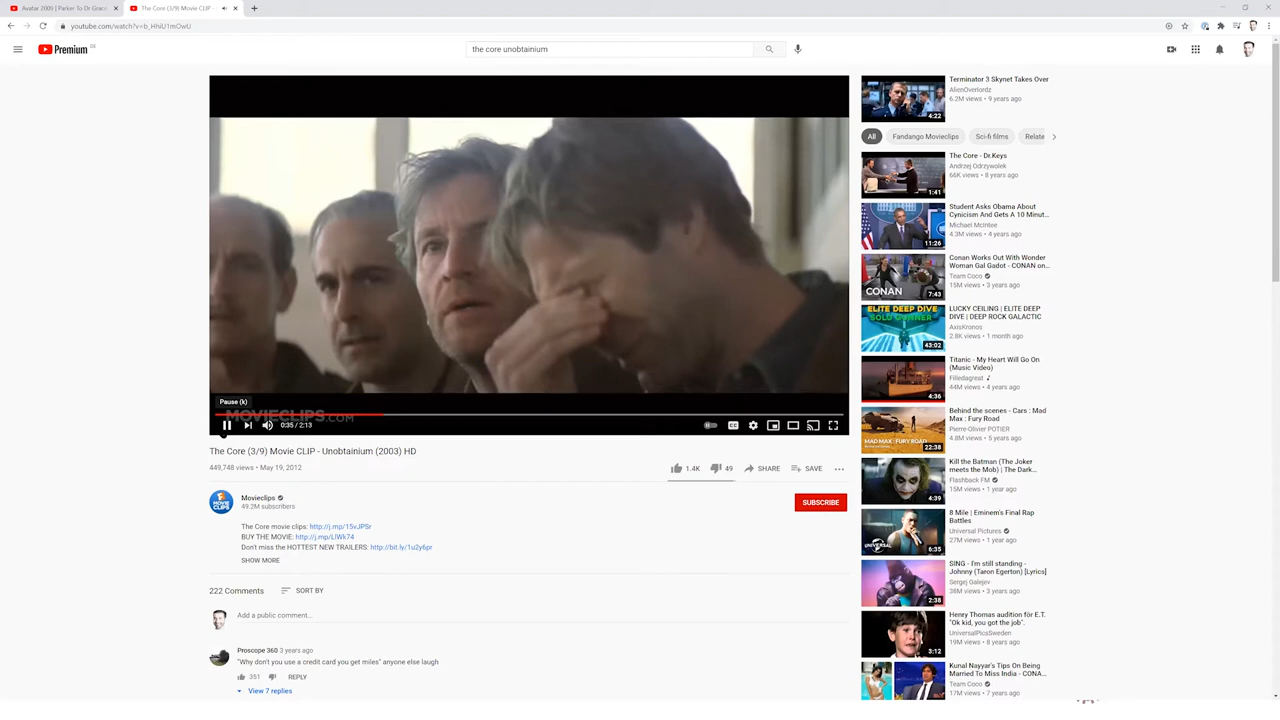 Avatar 2009 | Parker To Dr Grace
The Core (3/9) Movie CLIP -
youtube.com/watch?v=b_HhiU1mOwU
Premium
the core unobtainium
Pause (k)
MOVIECLIPS.COM
0:35 / 2:13
The Core (3/9) Movie CLIP - Unobtainium (2003) HD
449,748 views • May 19, 2012
1.4K
49
SHARE
SAVE
MOVIE CLIPS
Movieclips
49.2M subscribers
SUBSCRIBE
The Core movie clips: http://j.mp/15vJPSr
BUY THE MOVIE: http://j.mp/LlWk74
Don't miss the HOTTEST NEW TRAILERS: http://bit.ly/1u2y6pr
SHOW MORE
222 Comments
SORT BY
Add a public comment...
Proscope 360 3 years ago
"Why don't you use a credit card you get miles" anyone else laugh
351
REPLY
View 7 replies
Terminator 3 Skynet Takes Over
AlienOverlordz
6.2M views • 9 years ago
4:22
All
Fandango Movieclips
Sci-fi films
Relate
The Core - Dr.Keys
Andrzej Odrzywolek
66K views • 8 years ago
1:41
Student Asks Obama About
Cynicism And Gets A 10 Minut...
Michael McIntee
4.3M views • 4 years ago
11:26
Conan Works Out With Wonder
Woman Gal Gadot - CONAN on...
Team Coco
15M views • 3 years ago
CONAN
7:43
LUCKY CEILING | ELITE DEEP
DIVE | DEEP ROCK GALACTIC
AxisKronos
2.8K views • 1 month ago
ELITE DEEP DIVE
SOLO GUNNER
43:02
Titanic - My Heart Will Go On
(Music Video)
Filledagreat
44M views • 4 years ago
4:36
Behind the scenes - Cars : Mad
Max : Fury Road
Pierre-Olivier POTIER
4.8M views • 5 years ago
MAD MAX : FURY ROAD
22:38
Kill the Batman (The Joker
meets the Mob) | The Dark...
Flashback FM
15M views • 1 year ago
4:39
8 Mile | Eminem's Final Rap
Battles
Universal Pictures
27M views • 1 year ago
UNIVERSAL
6:35
SING - I'm still standing -
Johnny (Taron Egerton) [Lyrics]
Sergej Galejev
38M views • 3 years ago
2:38
Henry Thomas audition för E.T.
"Ok kid, you got the job".
UniversalPicsSweden
19M views • 8 years ago
3:12
Kunal Nayyar's Tips On Being
Married To Miss India - CONA...
Team Coco
17M views • 7 years ago